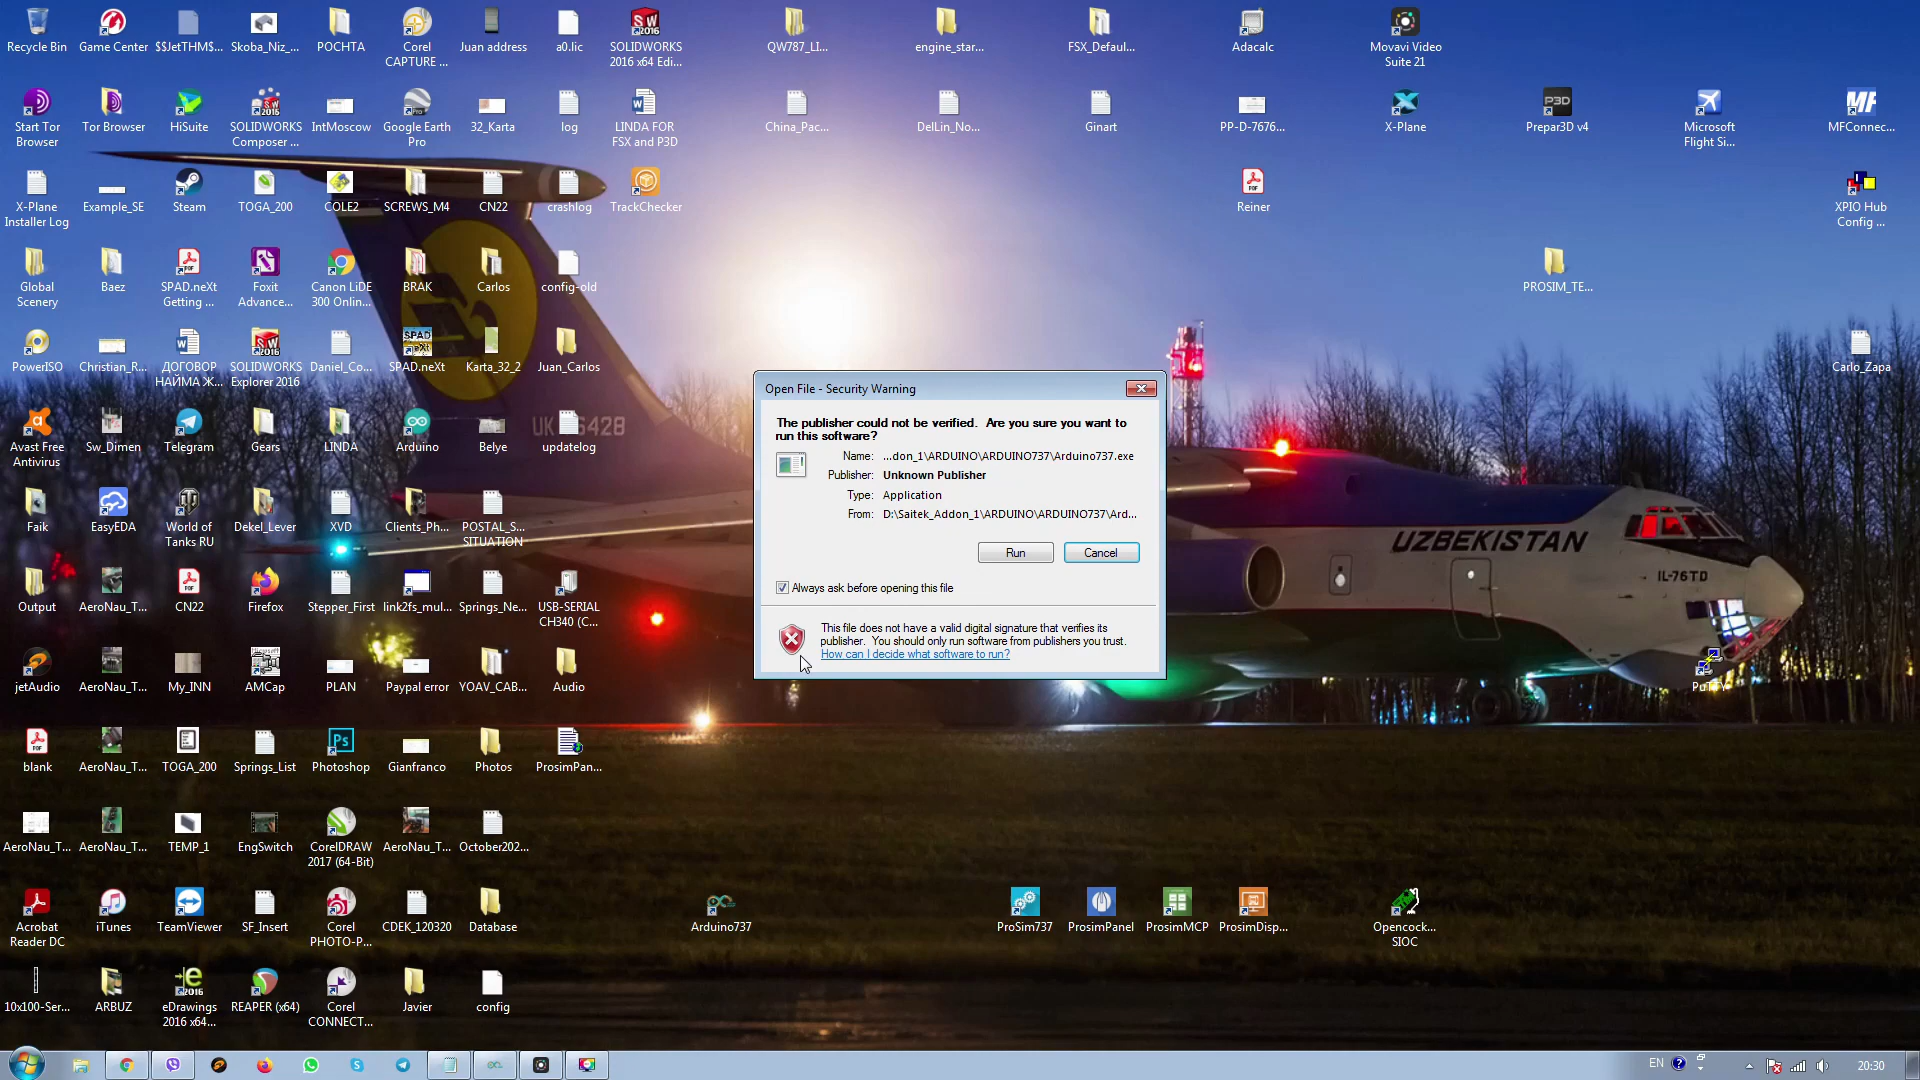 Recycle Bin
Game Center
$$JetTHM$...
Skoba_Niz_...
POCHTA
Corel
CAPTURE ...
Juan address
a0.lic
SOLIDWORKS
2016 x64 Edi...
QW787_LI...
engine_star...
FSX_Defaul...
Adacalc
Movavi Video
Suite 21
Start Tor
Browser
Tor Browser
HiSuite
SOLIDWORKS
Composer ...
IntMoscow
Google Earth
Pro
32_Karta
log
LINDA FOR
FSX and P3D
China_Pac...
DelLin_No...
Ginart
PP-D-7676...
X-Plane
Prepar3D v4
Microsoft
Flight Si...
MFConnec...
X-Plane
Installer Log
Example_SE
Steam
TOGA_200
COLE2
SCREWS_M4
CN22
crashlog
TrackChecker
Reiner
XPIO Hub
Config ...
Global
Scenery
Baez
SPAD.neXt
Getting ...
Foxit
Advance...
Canon LiDE
300 Onlin...
BRAK
Carlos
config-old
PROSIM_TE...
PowerISO
Christian_R...
ДОГОВОР
НАЙМА Ж...
SOLIDWORKS
Explorer 2016
Daniel_Co...
SPAD.neXt
Karta_32_2
Juan_Carlos
Carlo_Zapa
Avast Free
Antivirus
Sw_Dimen
Telegram
Gears
LINDA
Arduino
Belye
updatelog
Faik
EasyEDA
World of
Tanks RU
Dekel_Lever
XVD
Clients_Ph...
POSTAL_S...
SITUATION
Output
AeroNau_T...
CN22
Firefox
Stepper_First
link2fs_mul...
Springs_Ne...
USB-SERIAL
CH340 (C...
jetAudio
AeroNau_T...
My_INN
AMCap
PLAN
Paypal error
YOAV_CAB...
Audio
PuTTY
blank
AeroNau_T...
TOGA_200
Springs_List
Photoshop
Gianfranco
Photos
ProsimPan...
AeroNau_T...
AeroNau_T...
TEMP_1
EngSwitch
CorelDRAW
2017 (64-Bit)
AeroNau_T...
October202...
Acrobat
Reader DC
iTunes
TeamViewer
SF_Insert
Corel
PHOTO-P...
CDEK_120320
Database
Arduino737
ProSim737
ProsimPanel
ProsimMCP
ProsimDisp...
Opencock...
SIOC
10x100-Ser...
ARBUZ
eDrawings
2016 x64...
REAPER (x64)
Corel
CONNECT...
Javier
config
Open File - Security Warning
The publisher could not be verified. Are you sure you want to
run this software?
Name: ...don_1\ARDUINO\ARDUINO737\Arduino737.exe
Publisher: Unknown Publisher
Type: Application
From: D:\Saitek_Addon_1\ARDUINO\ARDUINO737\Ard...
Run
Cancel
Always ask before opening this file
This file does not have a valid digital signature that verifies its
publisher. You should only run software from publishers you trust.
How can I decide what software to run?
UZBEKISTAN
IL-76TD
EN
20:30